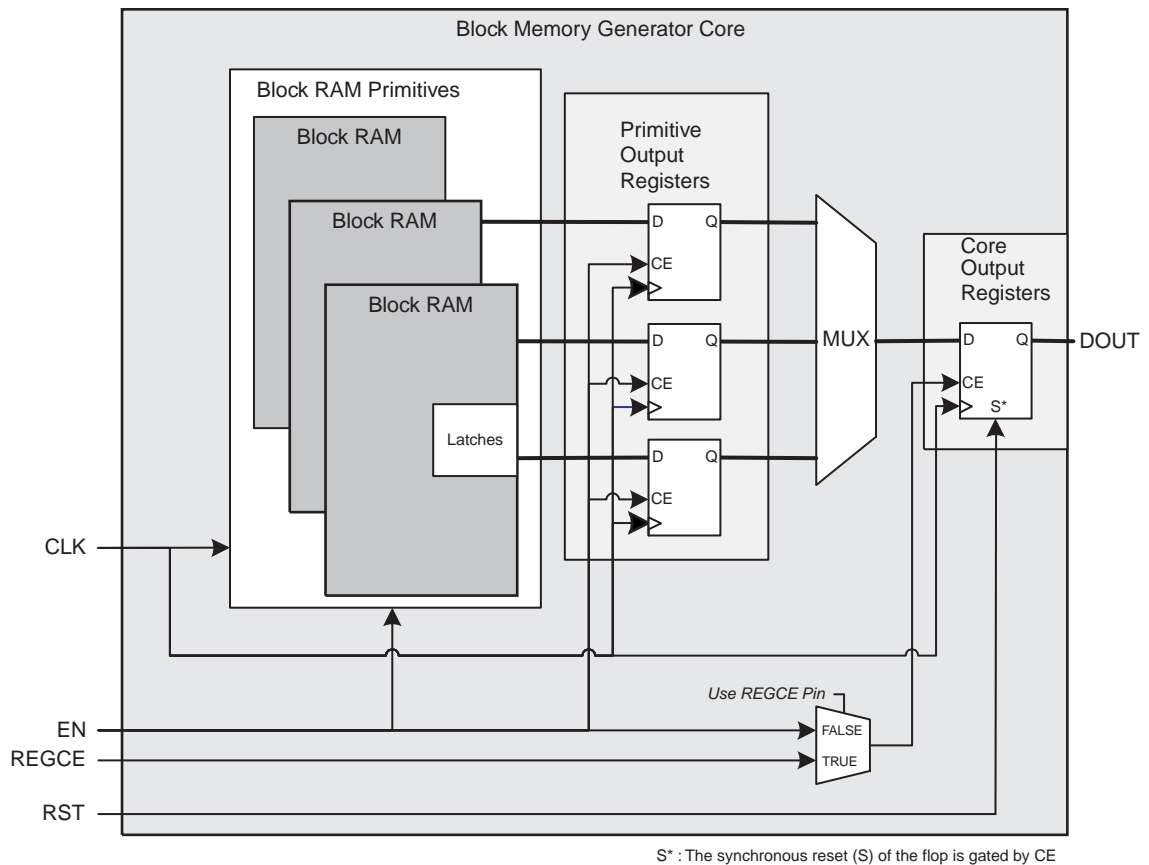 Block Memory Generator Core
Block RAM Primitives
Block RAM
Block RAM
Block RAM
Latches
Primitive
Output
Registers
D Q
CE
D Q
CE
D Q
CE
MUX
Core
Output
Registers
D Q
CE
S*
DOUT
CLK
EN
REGCE
RST
Use REGCE Pin
FALSE
TRUE
S* : The synchronous reset (S) of the flop is gated by CE